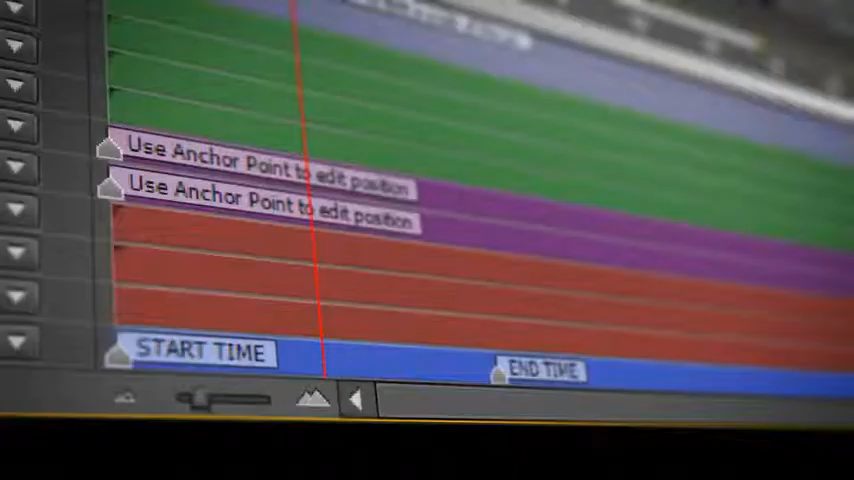 Use Anchor Point to edit position
Use Anchor Point to edit position
START TIME
END TIME